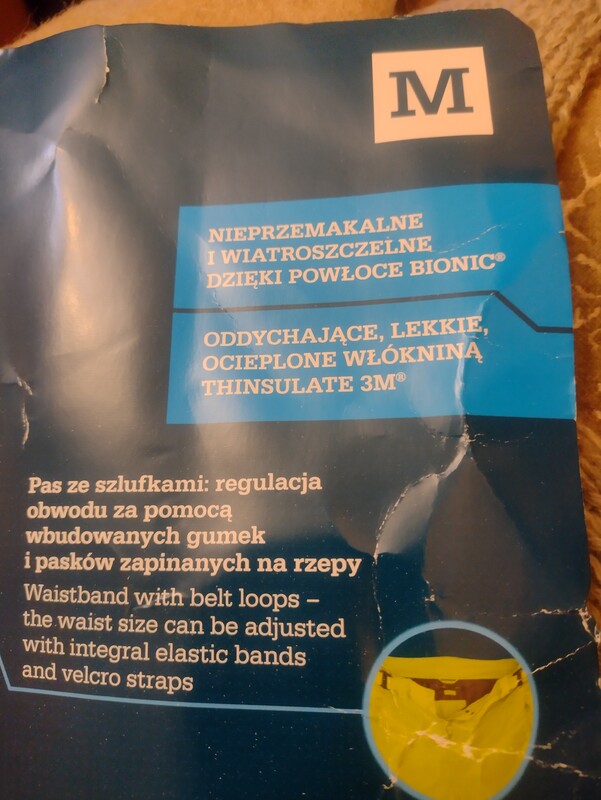 M
NIEPRZEMAKALNE
I WIATROSZCZELNE
DZIĘKI POWŁOCE BIONIC®
ODDYCHAJĄCE, LEKKIE,
OCIEPLONE WŁÓKNINĄ
THINSULATE 3M®
Pas ze szlufkami: regulacja
obwodu za pomocą
wbudowanych gumek
i pasków zapinanych na rzepy
Waistband with belt loops –
the waist size can be adjusted
with integral elastic bands
and velcro straps